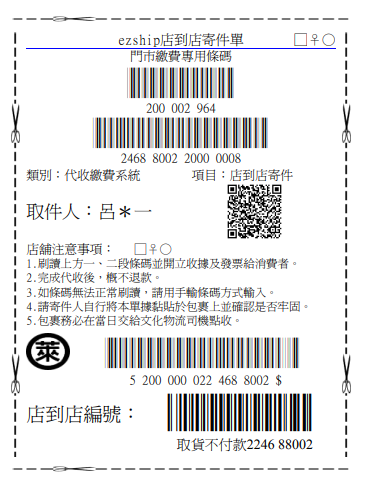 ezship店到店寄件單 □♀○
門市繳費專用條碼
200 002 964
2468 8002 2000 0008
類別：代收繳費系統 項目：店到店寄件
取件人：呂＊一
店舖注意事項： □♀○
1.刷讀上方一、二段條碼並開立收據及發票給消費者。
2.完成代收後，概不退款。
3.如條碼無法正常刷讀，請用手輸條碼方式輸入。
4.請寄件人自行將本單據黏貼於包裹上並確認是否牢固。
5.包裹務必在當日交給文化物流司機點收。
萊
5 200 000 022 468 8002 $
店到店編號：
取貨不付款2246 88002